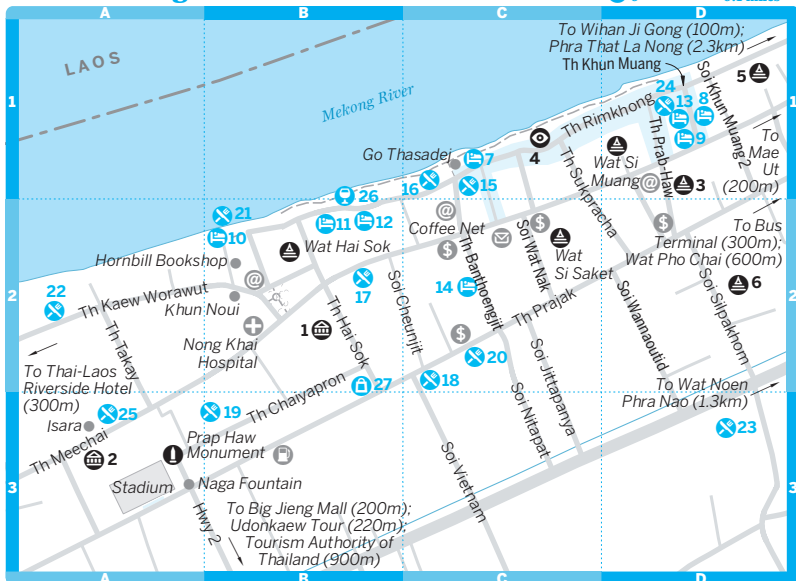 A
B
C
D
LAOS
Mekong River
To Wihan Ji Gong (100m);
Phra That La Nong (2.3km)
Th Khun Muang
Soi Khun Muang 2
5
1
1
24
13
8
Th Rimkhong
9
Th Prab-Haw
To
Mae
Ut
(200m)
Go Thasadej
7
4
Wat Si
Muang
@
3
16
15
Th Sukpracha
26
21
11
12
10
@
Coffee Net
$
$
$
Wat Hai Sok
Hornbill Bookshop
@
Soi Wat Nak
Wat
Si Saket
To Bus
Terminal (300m);
Wat Pho Chai (600m)
6
2
2
22
Th Kaew Worawut
Khun Noui
17
Soi Cheunjit
Th Banthoengjit
14
Th Prajak
Soi Wannaoutid
Soi Silpakhorn
Nong Khai
Hospital
1
Th Hai Sok
Th Takay
$
20
Soi Jittapanya
To Thai-Laos
Riverside Hotel
(300m)
25
Isara
19
Th Chaiyapron
27
18
Soi Nitapat
To Wat Noen
Phra Nao (1.3km)
23
Th Meechai
2
Prap Haw
Monument
Soi Vietnam
3
3
Stadium
Naga Fountain
Hwy 2
To Big Jieng Mall (200m);
Udonkaew Tour (220m);
Tourism Authority of
Thailand (900m)
A
B
C
D